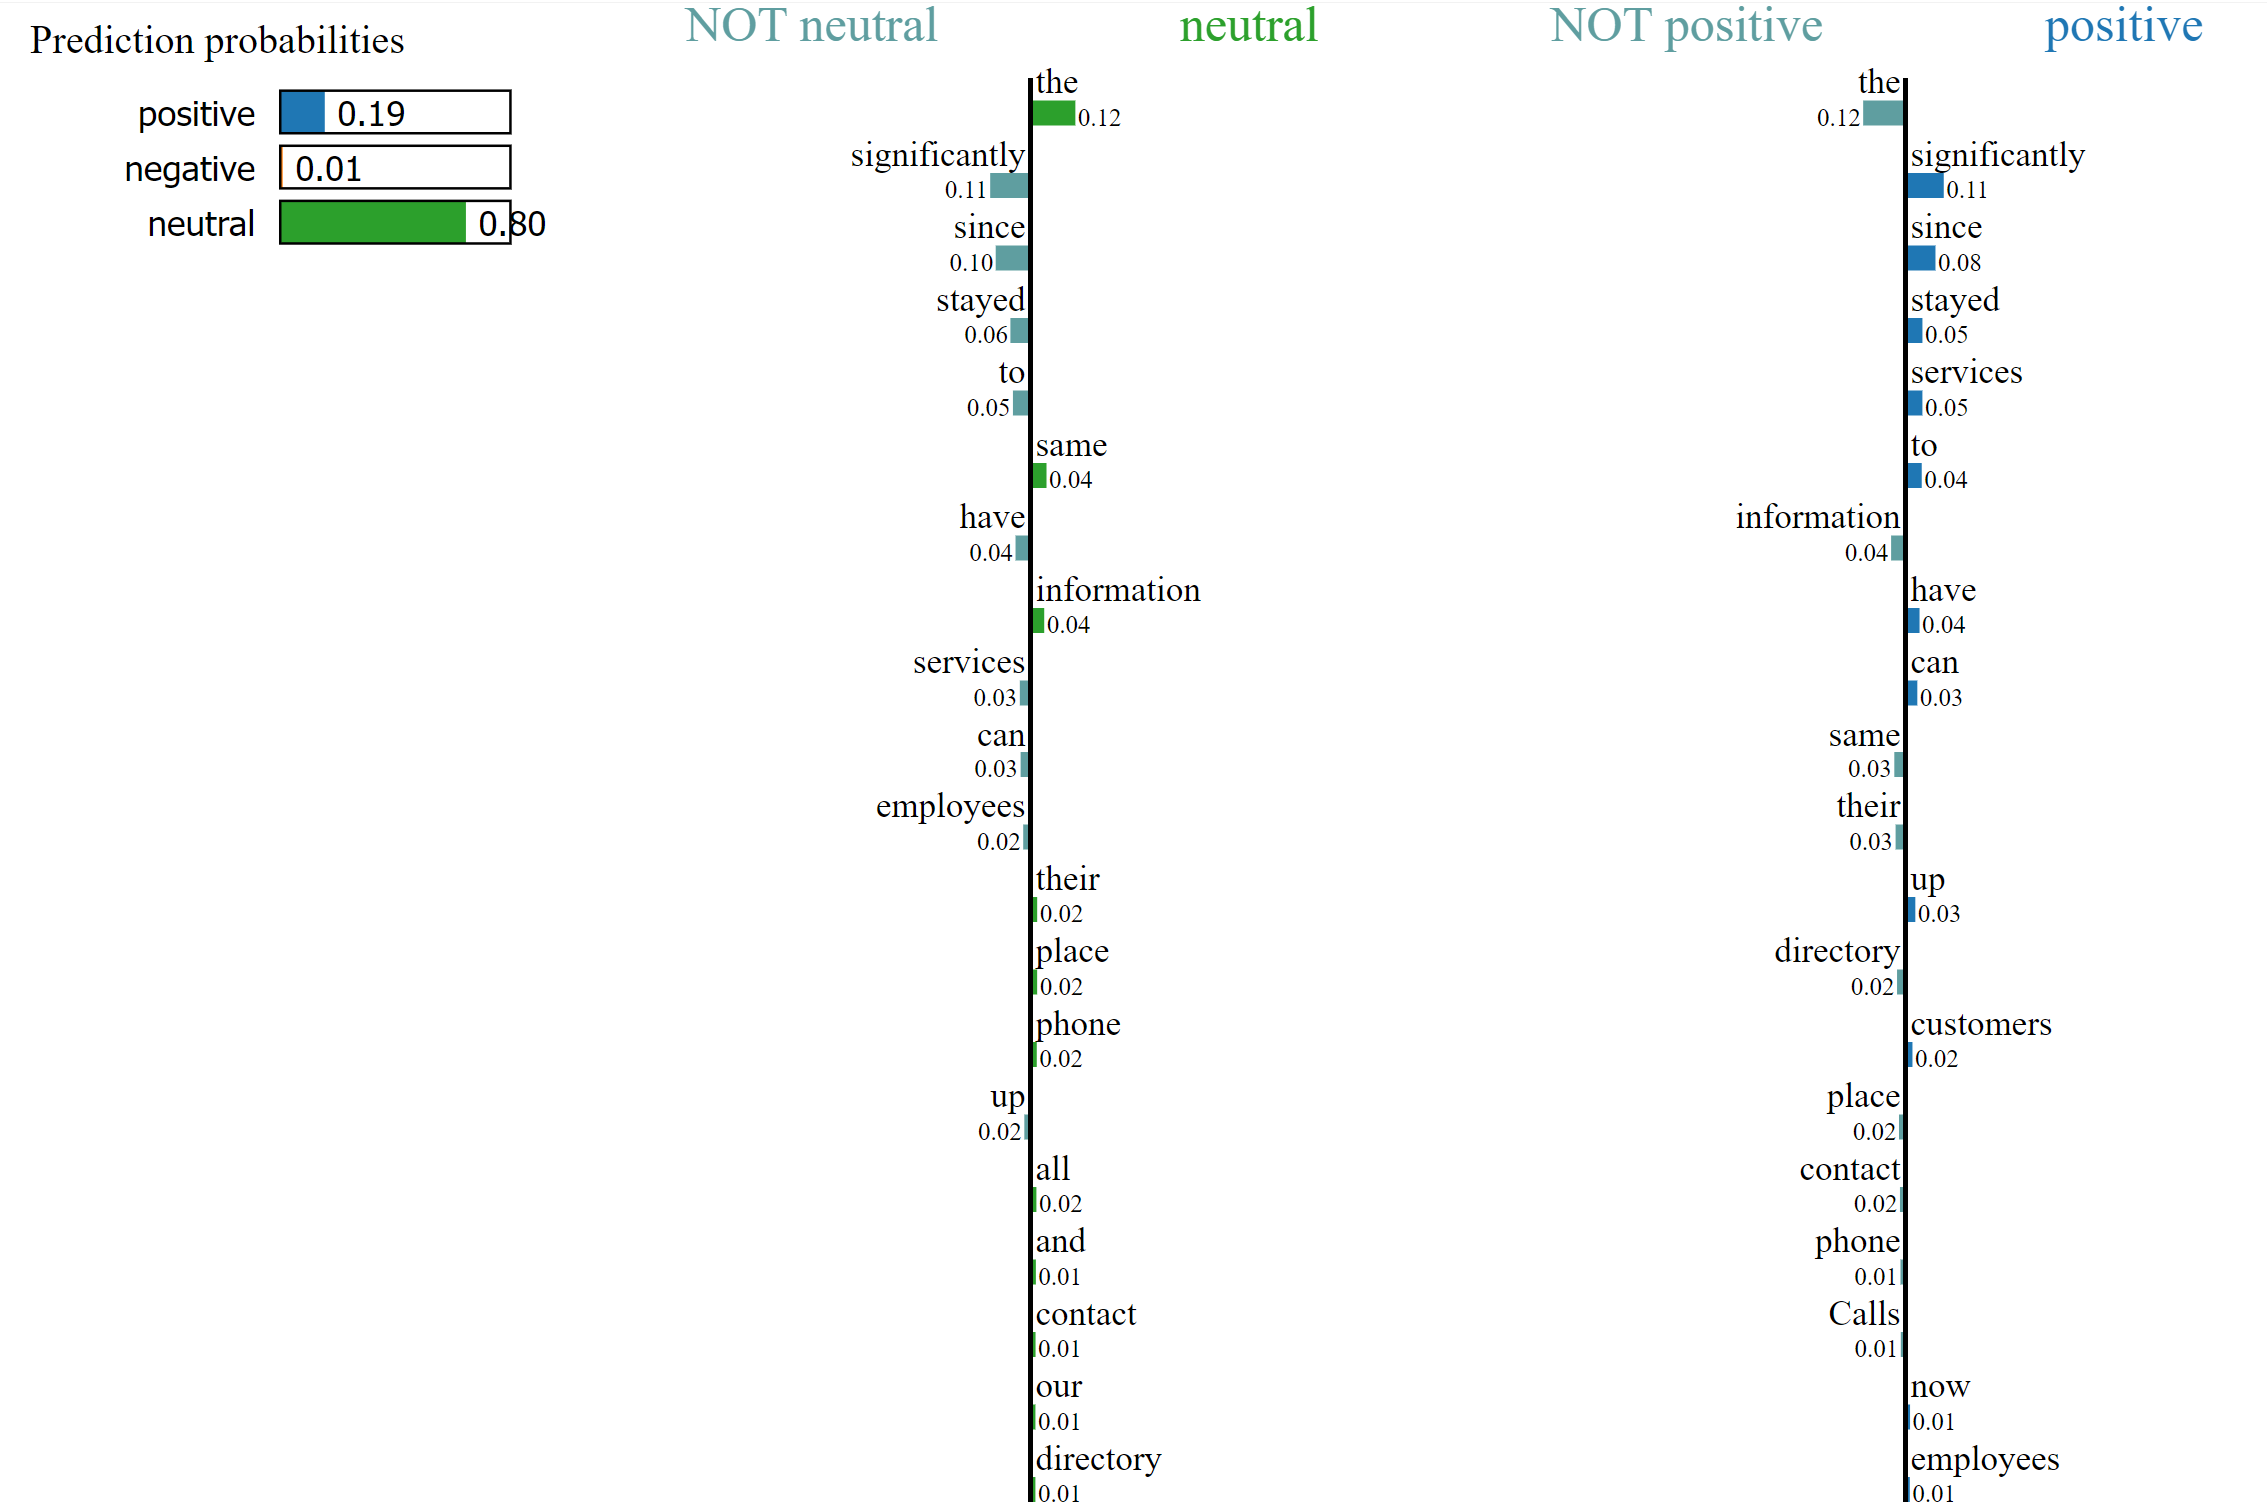 Prediction probabilities
positive 0.19
negative 0.01
neutral 0.80
NOT neutral neutral
the
0.12
significantly
0.11
since
0.10
stayed
0.06
to
0.05
same
0.04
have
0.04
information
0.04
services
0.03
can
0.03
employees
0.02
their
0.02
place
0.02
phone
0.02
up
0.02
all
0.02
and
0.01
contact
0.01
our
0.01
directory
0.01
NOT positive positive
the
0.12
significantly
0.11
since
0.08
stayed
0.05
services
0.05
to
0.04
information
0.04
have
0.04
can
0.03
same
0.03
their
0.03
up
0.03
directory
0.02
customers
0.02
place
0.02
contact
0.02
phone
0.01
Calls
0.01
now
0.01
employees
0.01